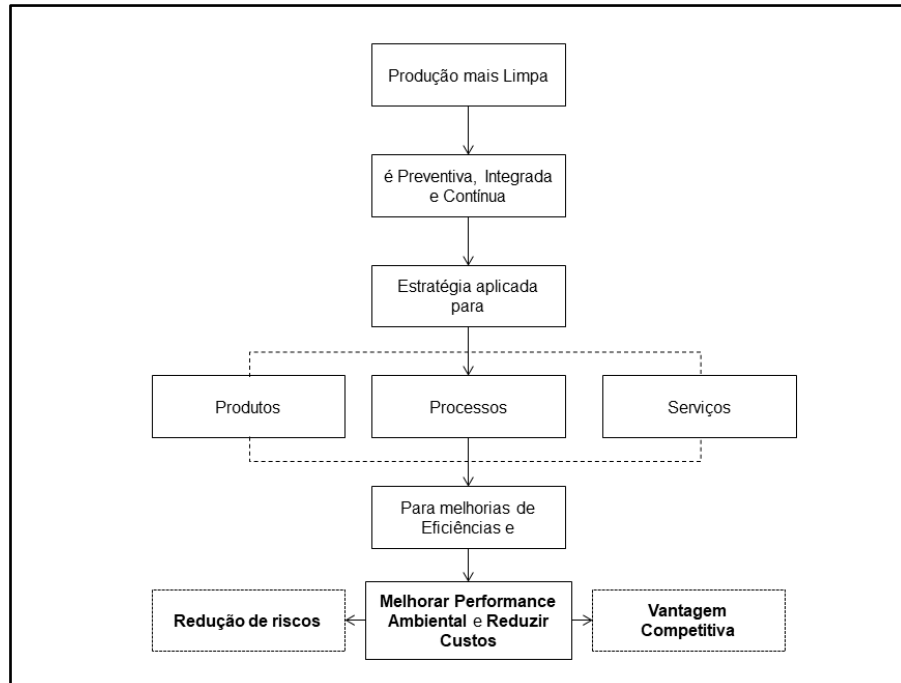 Produção mais Limpa
é Preventiva, Integrada
e Contínua
Estratégia aplicada
para
Produtos
Processos
Serviços
Para melhorias de
Eficiências e
Redução de riscos
Melhorar Performance
Ambiental e Reduzir
Custos
Vantagem
Competitiva